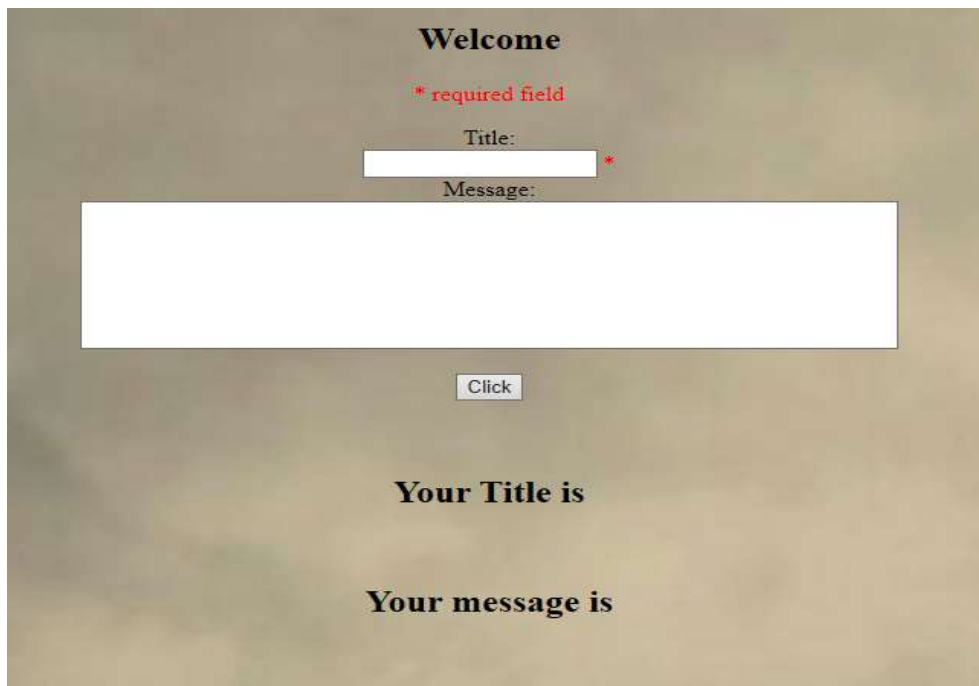 Welcome
* required field
Title:
*
Message:
Click
Your Title is
Your message is